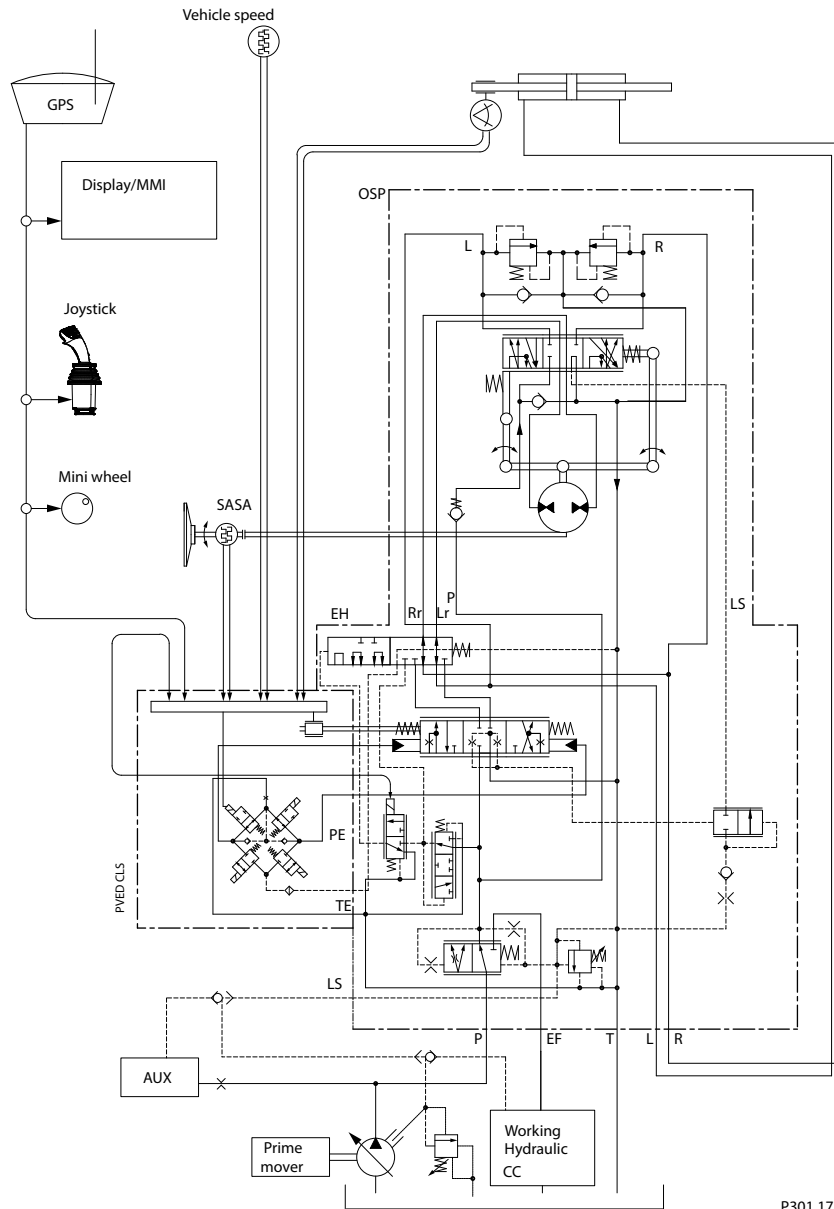 Vehicle speed
GPS
Display/MMI
OSP
L
R
Joystick
Mini wheel
SASA
LS
P
EH
Rr
Lr
PE
PVED CLS
TE
LS
P
EF
T
L
R
AUX
Prime
mover
Working
Hydraulic
CC
P301 17